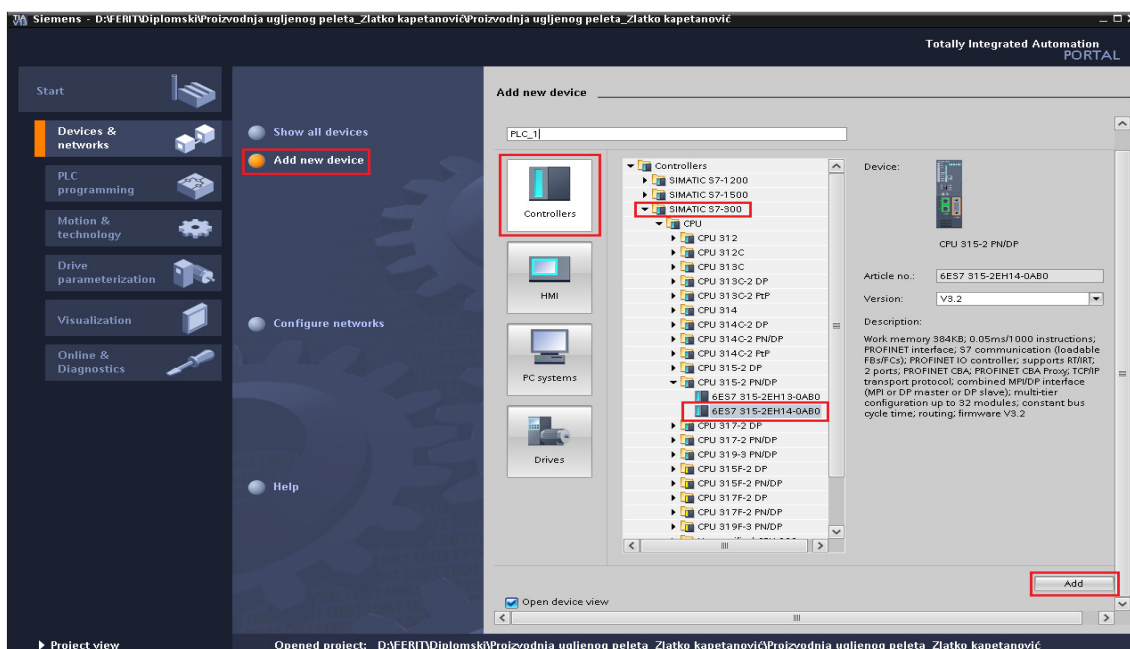 Siemens - D:\FERIT\Diplomski\Proizvodnja ugljenog peleta_Zlatko kapetanović\Proizvodnja ugljenog peleta_Zlatko kapetanović
Totally Integrated Automation
PORTAL
Start
Devices &
networks
PLC
programming
Motion &
technology
Drive
parameterization
Visualization
Online &
Diagnostics
Show all devices
Add new device
Configure networks
Help
Add new device
PLC_1
Controllers
HMI
PC systems
Drives
Controllers
SIMATIC S7-1200
SIMATIC S7-1500
SIMATIC S7-300
CPU
CPU 312
CPU 312C
CPU 313C
CPU 313C-2 DP
CPU 313C-2 PtP
CPU 314
CPU 314C-2 DP
CPU 314C-2 PN/DP
CPU 314C-2 PtP
CPU 315-2 DP
CPU 315-2 PN/DP
6ES7 315-2EH13-0AB0
6ES7 315-2EH14-0AB0
CPU 317-2 DP
CPU 317-2 PN/DP
CPU 319-3 PN/DP
CPU 315F-2 DP
CPU 315F-2 PN/DP
CPU 317F-2 DP
CPU 317F-2 PN/DP
CPU 319F-3 PN/DP
Device:
CPU 315-2 PN/DP
Article no.: 6ES7 315-2EH14-0AB0
Version: V3.2
Description:
Work memory 384KB; 0.05ms/1000 instructions;
PROFINET interface; S7 communication (loadable
FBs/FCs); PROFINET IO controller; supports RT/IRT;
2 ports; PROFINET CBA; PROFINET CBA Proxy; TCP/IP
transport protocol; combined MPI/DP interface
(MPI or DP master or DP slave); multi-tier
configuration up to 32 modules; constant bus
cycle time; routing; firmware V3.2
Add
Open device view
Project view
Opened project: D:\FERIT\Diplomski\Proizvodnja ugljenog peleta_Zlatko kapetanović\Proizvodnja ugljenog peleta_Zlatko kapetanović